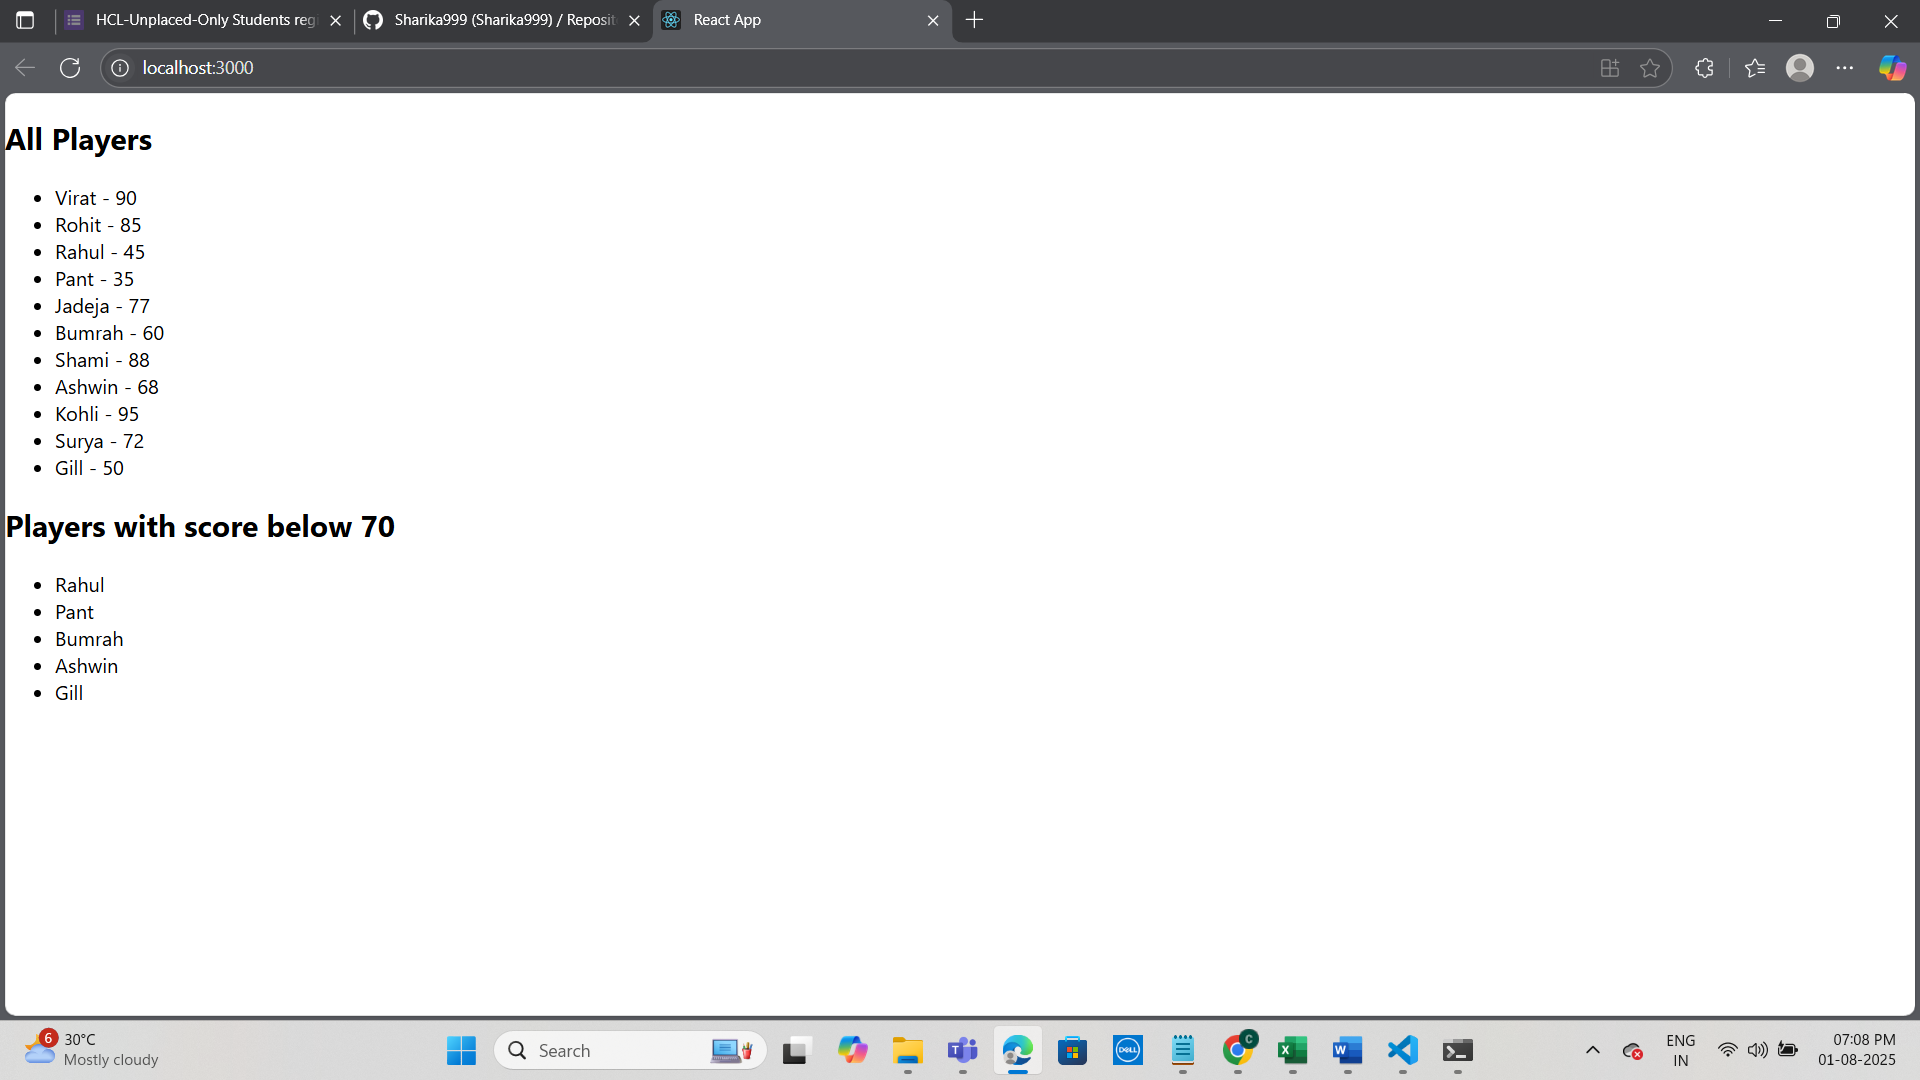 HCL-Unplaced-Only Students regi
Sharika999 (Sharika999) / Reposit
React App
localhost:3000
All Players
Virat - 90
Rohit - 85
Rahul - 45
Pant - 35
Jadeja - 77
Bumrah - 60
Shami - 88
Ashwin - 68
Kohli - 95
Surya - 72
Gill - 50
Players with score below 70
Rahul
Pant
Bumrah
Ashwin
Gill
6
30°C
Mostly cloudy
Search
T
DELL
C
X
W
ENG
IN
07:08 PM
01-08-2025